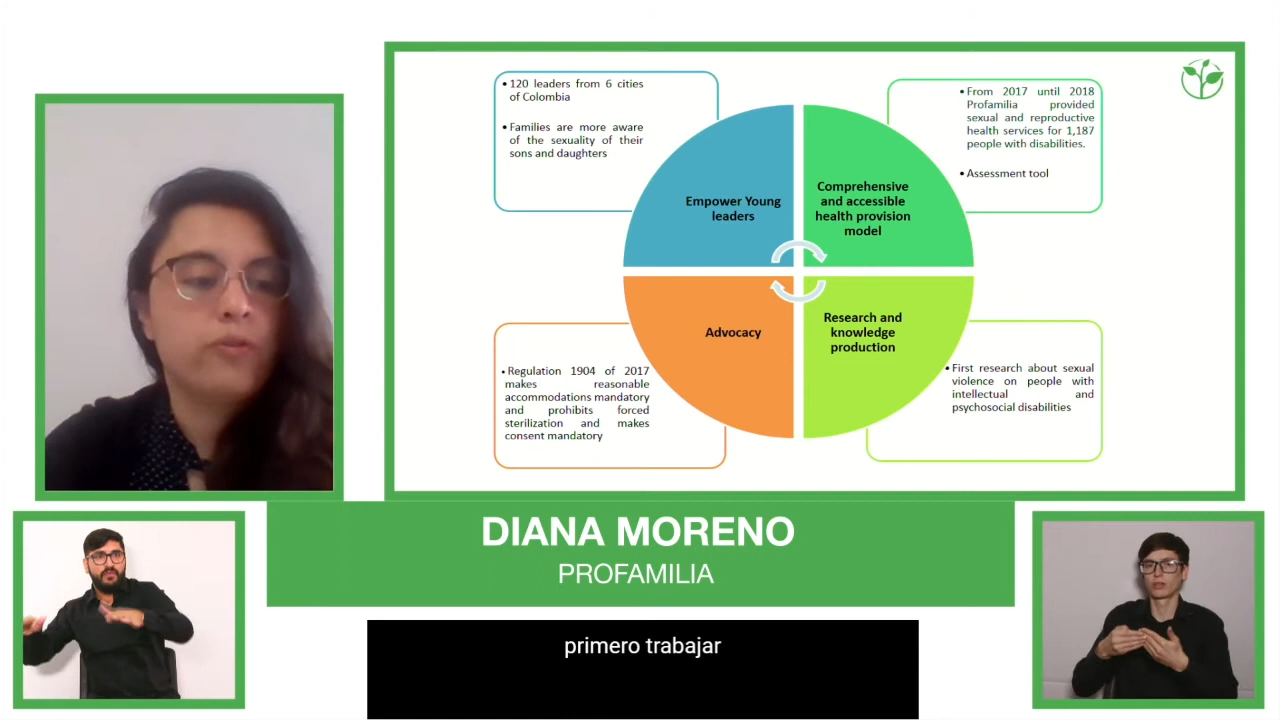 • 120 leaders from 6 cities
of Colombia
• Families are more aware
of the sexuality of their
sons and daughters
• From 2017 until 2018
Profamilia provided
sexual and reproductive
health services for 1,187
people with disabilities.
• Assessment tool
Empower Young
leaders
Comprehensive
and accessible
health provision
model
Advocacy
Research and
knowledge
production
• Regulation 1904 of 2017
makes reasonable
accommodations mandatory
and prohibits forced
sterilization and makes
consent mandatory
• First research about sexual
violence on people with
intellectual and
psychosocial disabilities
DIANA MORENO
PROFAMILIA
primero trabajar